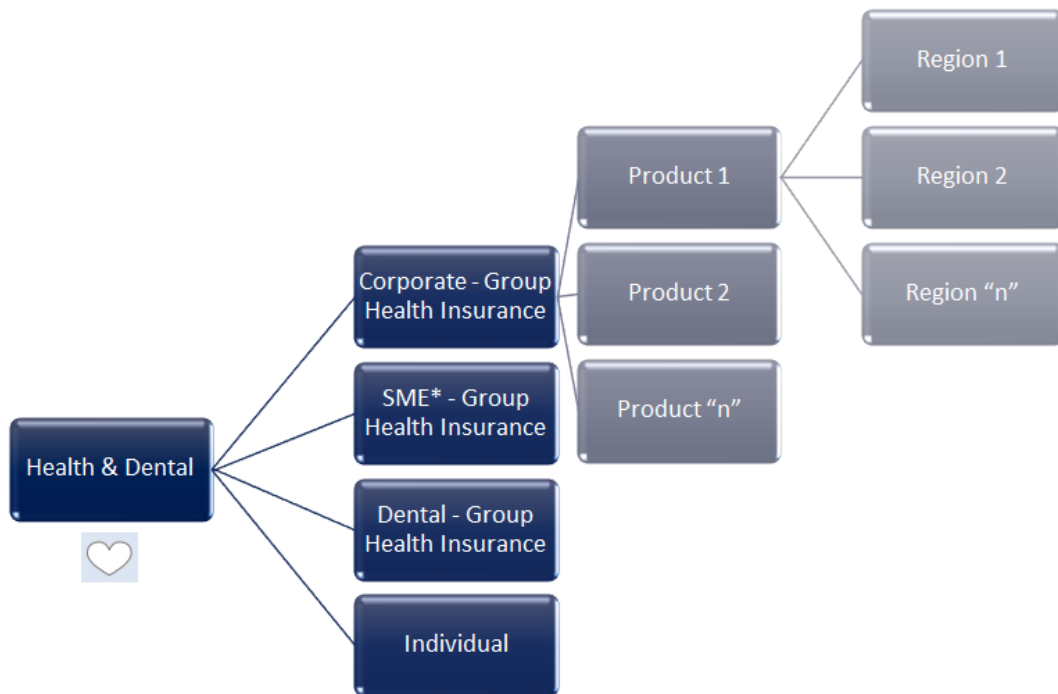 Health & Dental
Corporate - Group
Health Insurance
SME* - Group
Health Insurance
Dental - Group
Health Insurance
Individual
Product 1
Product 2
Product “n”
Region 1
Region 2
Region “n”